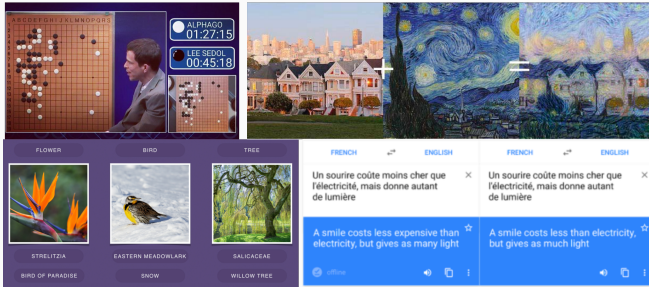 ALPHAGO
01:27:15
LEE SEDOL
00:45:18
+
=
FLOWER
BIRD
TREE
STRELITZIA
EASTERN MEADOWLARK
SALICACEAE
BIRD OF PARADISE
SNOW
WILLOW TREE
FRENCH
ENGLISH
Un sourire coûte moins cher que
l'électricité, mais donne autant
de lumière
A smile costs less expensive than
electricity, but gives as many light
offline
FRENCH
ENGLISH
Un sourire coûte moins cher que
l'électricité, mais donne autant
de lumière
A smile costs less than electricity,
but gives as much light